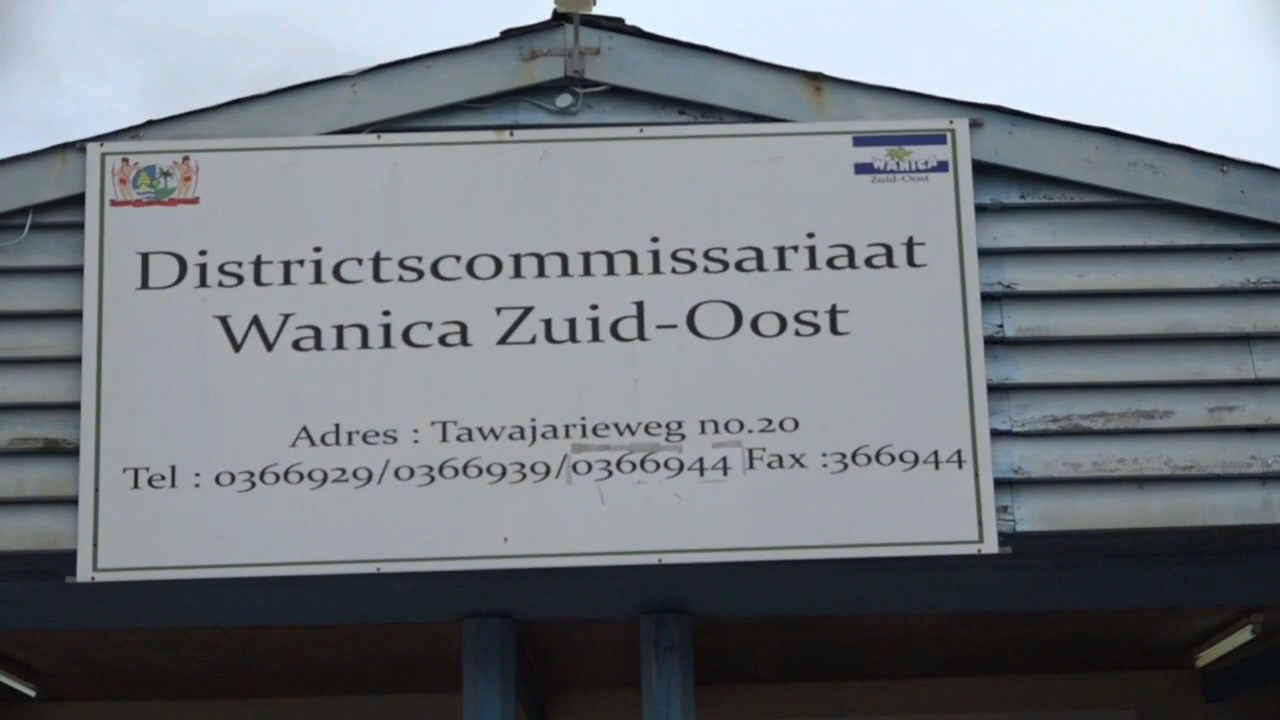 WANICA
Zuid-Oost
Districtscommissariaat
Wanica Zuid-Oost
Adres : Tawajarieweg no.20
Tel : 0366929/0366939/0366944 Fax :366944